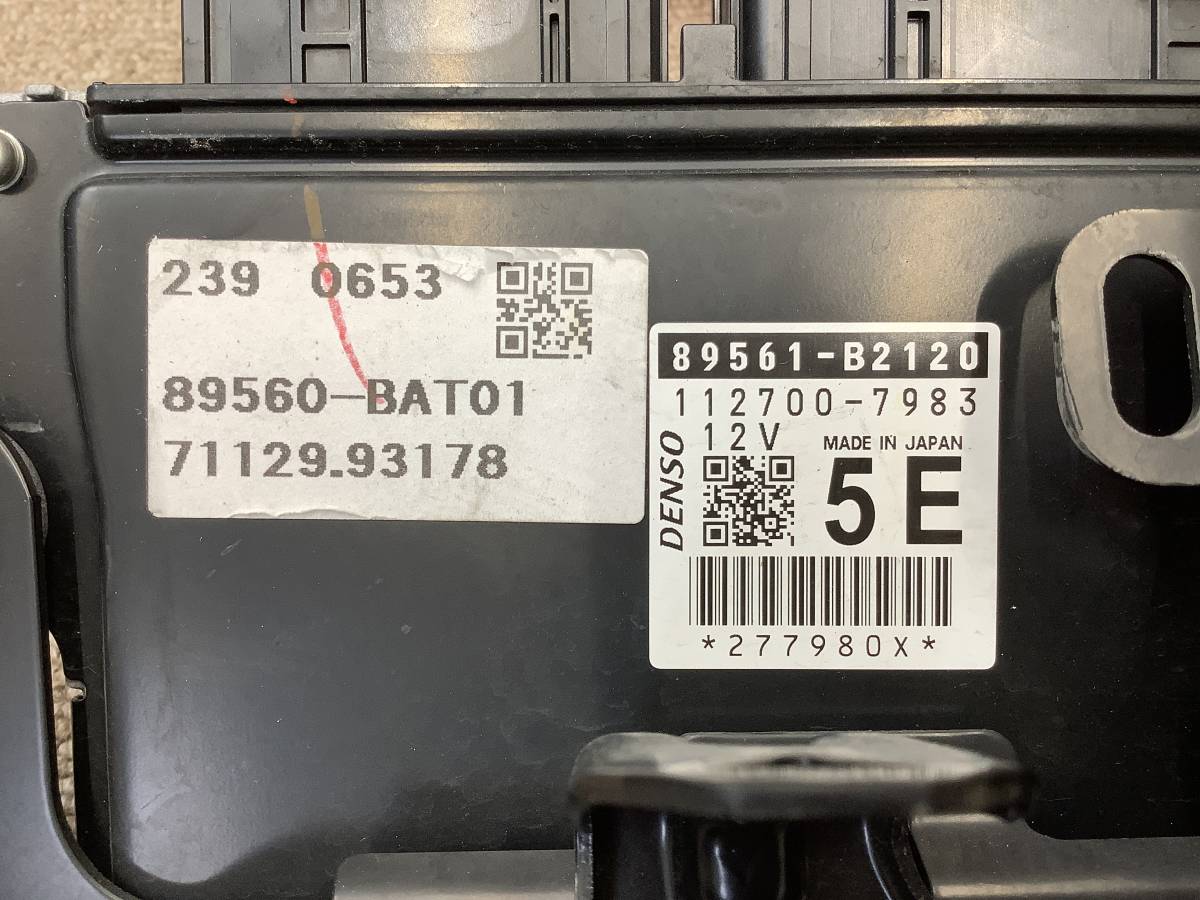 239 0653
89560-BAT01
71129.93178
89561-B2120
112700-7983
12V MADE IN JAPAN
DENSO
5E
*277980X*